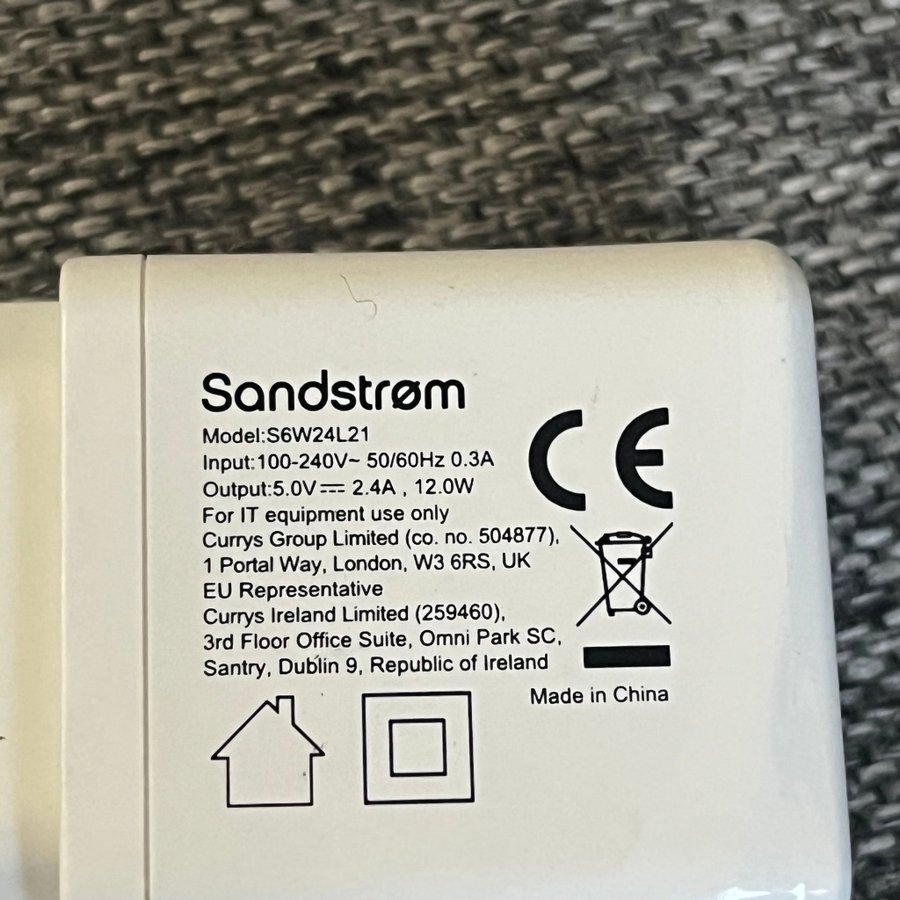 Sandstrøm
Model:S6W24L21
Input:100-240V~ 50/60Hz 0.3A
Output:5.0V⎓ 2.4A , 12.0W
For IT equipment use only
Currys Group Limited (co. no. 504877),
1 Portal Way, London, W3 6RS, UK
EU Representative
Currys Ireland Limited (259460),
3rd Floor Office Suite, Omni Park SC,
Santry, Dublin 9, Republic of Ireland
CE
Made in China